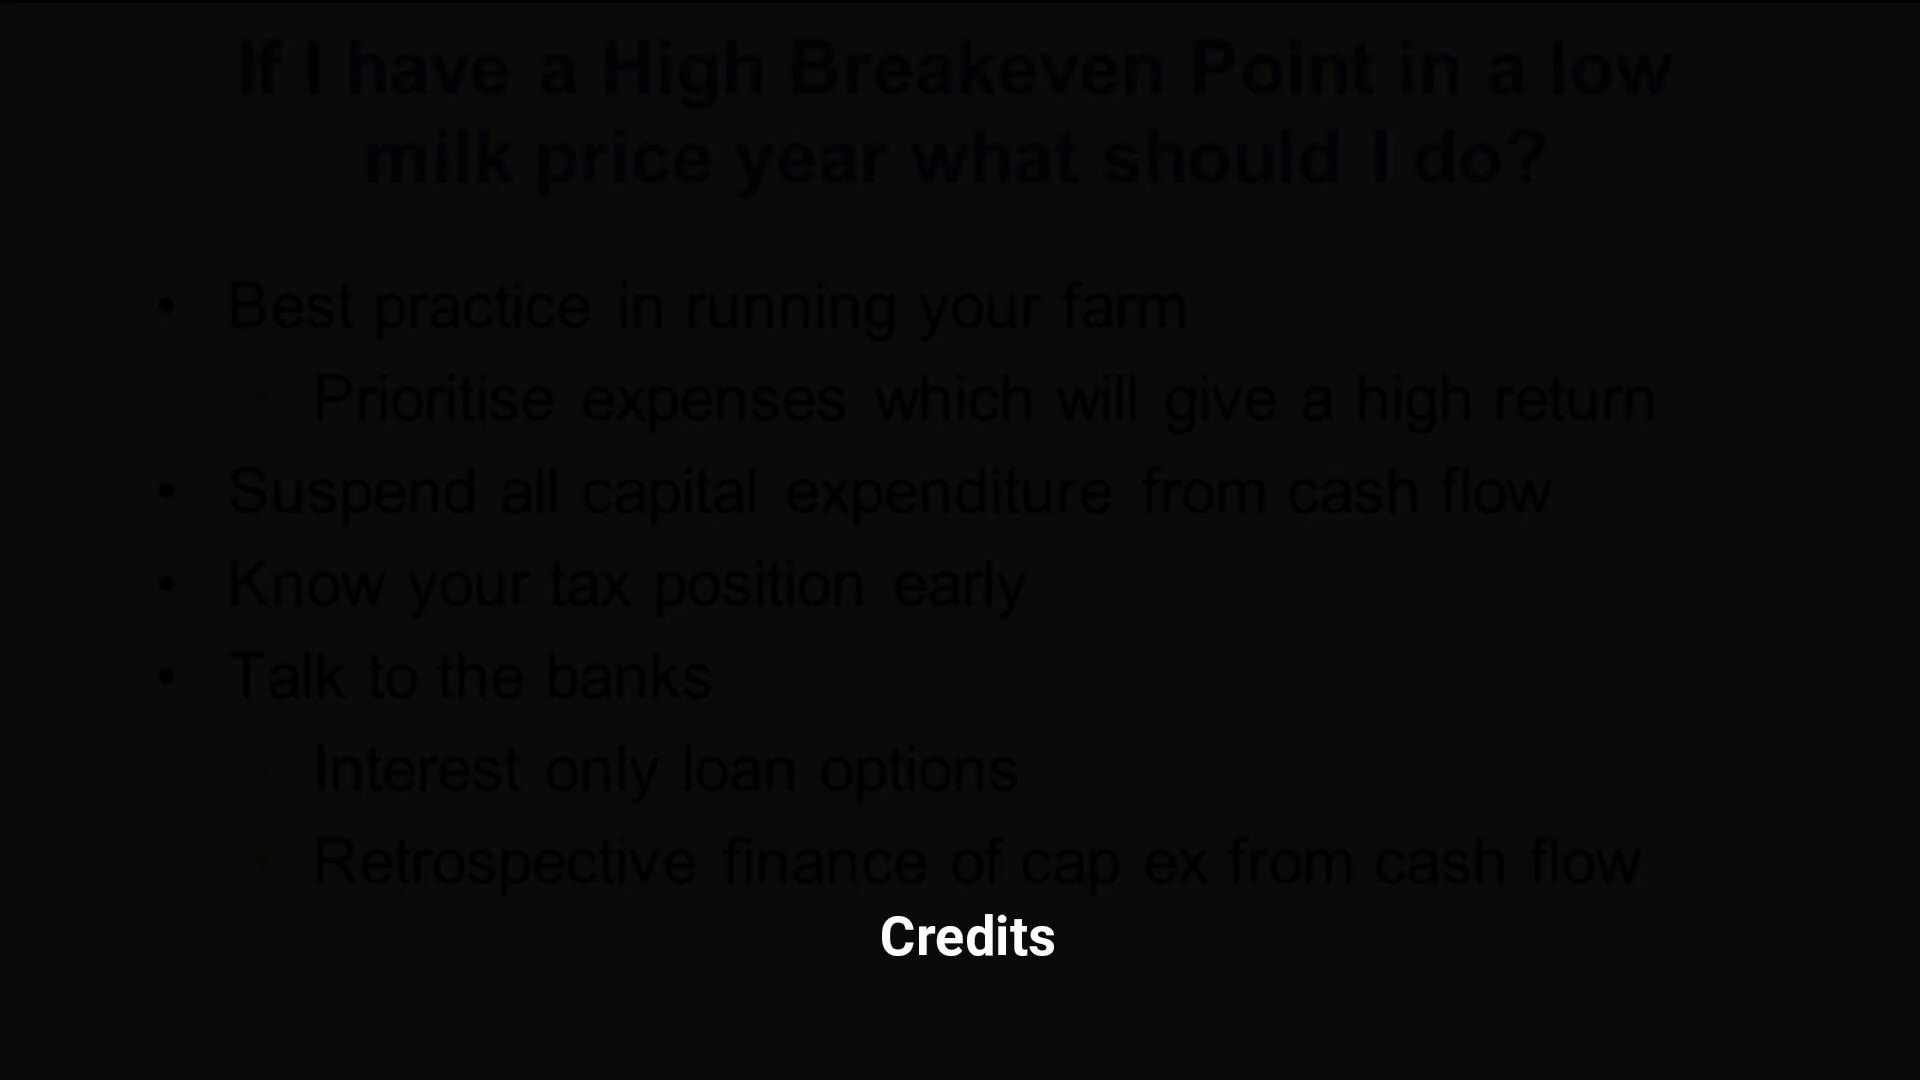 If I have a High Breakeven Point in a low
milk price year what should I do?
• Best practice in running your farm
• Prioritise expenses which will give a high return
• Suspend all capital expenditure from cash flow
• Know your tax position early
• Talk to the banks
• Interest only loan options
• Retrospective finance of cap ex from cash flow
Credits